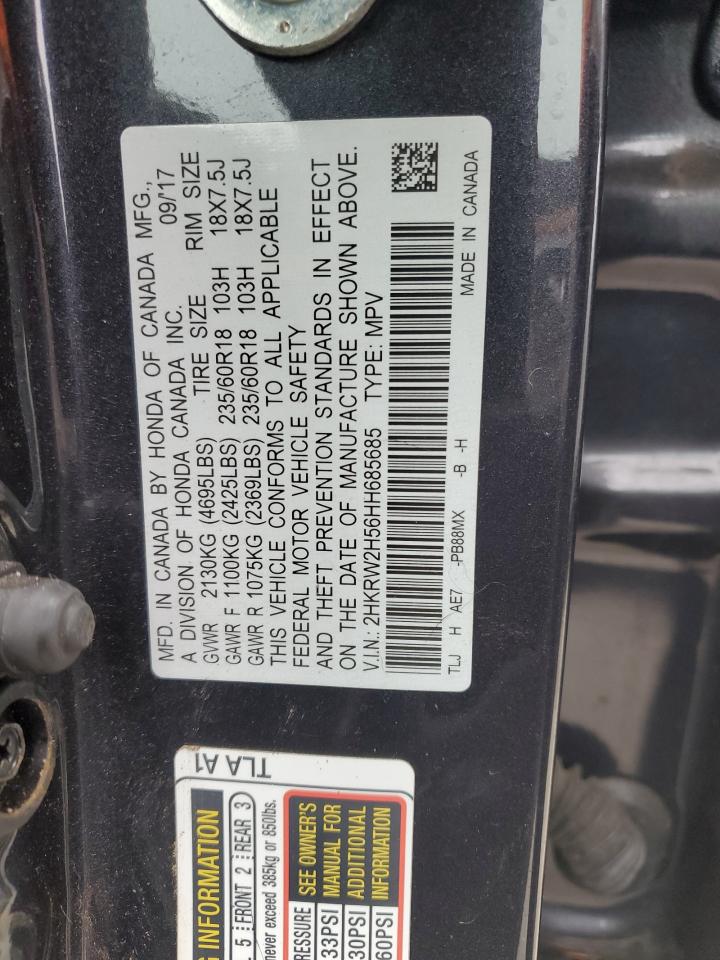 MFD. IN CANADA BY HONDA OF CANADA MFG.,
A DIVISION OF HONDA CANADA INC. 09/17
TIRE SIZE RIM SIZE
GVWR 2130KG (4695LBS)
GAWR F 1100KG (2425LBS) 235/60R18 103H 18X7.5J
GAWR R 1075KG (2369LBS) 235/60R18 103H 18X7.5J
THIS VEHICLE CONFORMS TO ALL APPLICABLE
FEDERAL MOTOR VEHICLE SAFETY
AND THEFT PREVENTION STANDARDS IN EFFECT
ON THE DATE OF MANUFACTURE SHOWN ABOVE.
V.I.N.: 2HKRW2H56HH685685 TYPE: MPV
TLJ H AE7 -PB88MX -B -H MADE IN CANADA
TLA A1
INFORMATION
5 FRONT 2 REAR 3
never exceed 385kg or 850lbs.
SEE OWNER'S
MANUAL FOR
ADDITIONAL
INFORMATION
33PSI